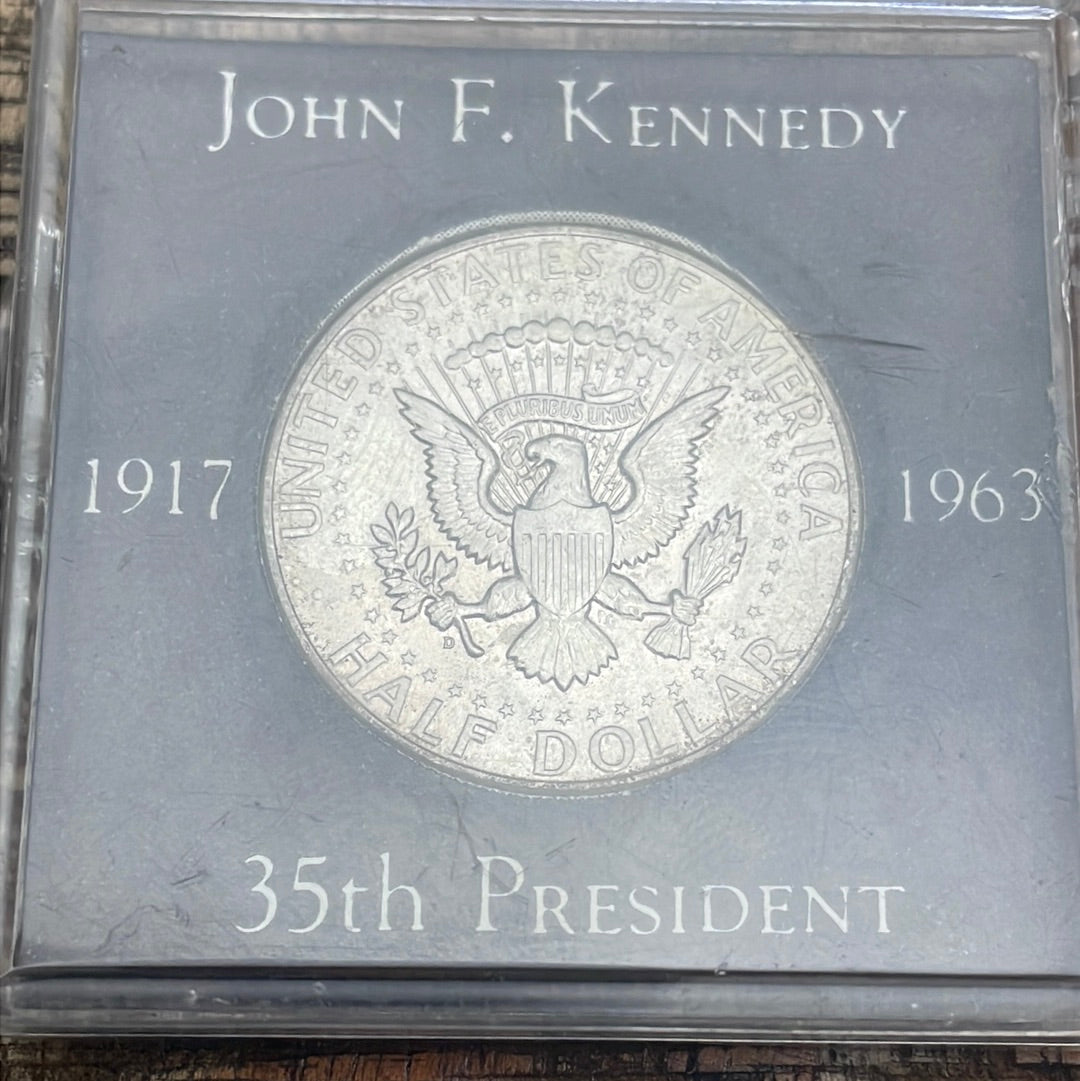 JOHN F. KENNEDY
UNITED STATES OF AMERICA
E PLURIBUS UNUM
1917
1963
D
HALF DOLLAR
35th PRESIDENT